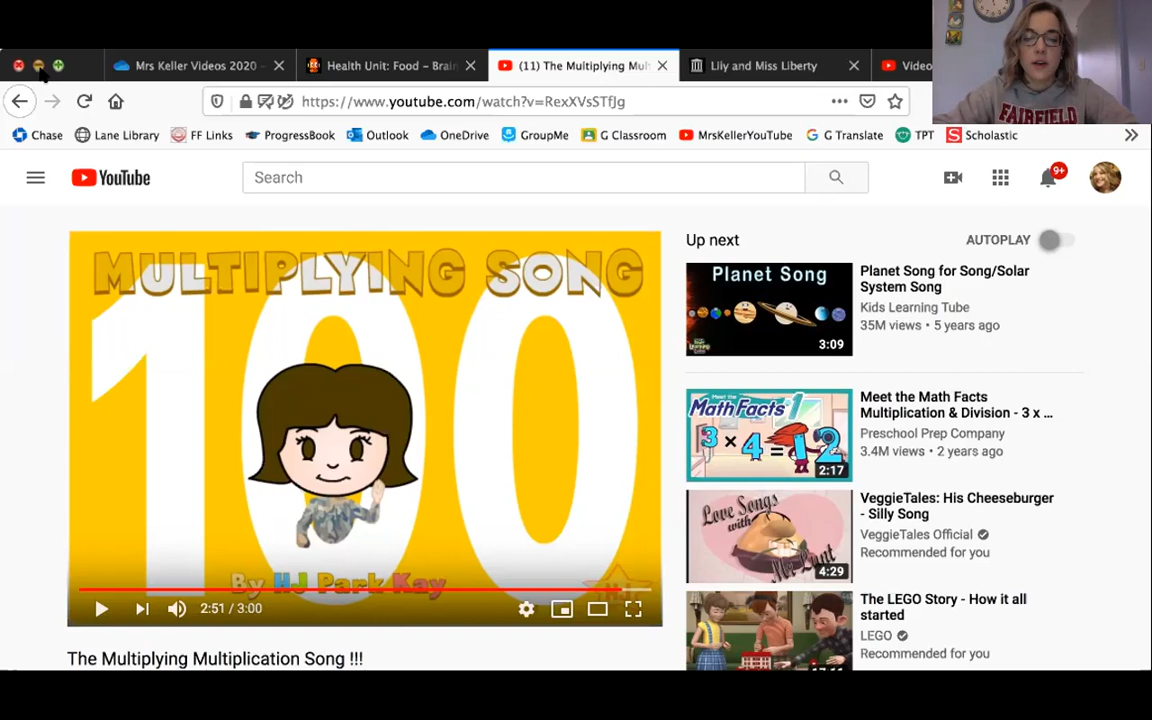 Mrs Keller Videos 2020 -
Health Unit: Food – Brain
(11) The Multiplying Mul
Lily and Miss Liberty
Video
https://www.youtube.com/watch?v=RexXVsSTfJg
Chase
Lane Library
FF Links
ProgressBook
Outlook
OneDrive
GroupMe
G Classroom
MrsKellerYouTube
G Translate
TPT
Scholastic
FAIRFIELD
YouTube
Search
9+
MULTIPLYING SONG
100
By HJ Park Kay
2:51 / 3:00
The Multiplying Multiplication Song !!!
Up next
AUTOPLAY
Planet Song
3:09
Planet Song for Song/Solar
System Song
Kids Learning Tube
35M views • 5 years ago
Meet the
Math Facts 1
3 x 4 = 12
2:17
Meet the Math Facts
Multiplication & Division - 3 x ...
Preschool Prep Company
3.4M views • 2 years ago
Love Songs
with
Mr. Lunt
4:29
VeggieTales: His Cheeseburger
- Silly Song
VeggieTales Official
Recommended for you
The LEGO Story - How it all
started
LEGO
Recommended for you